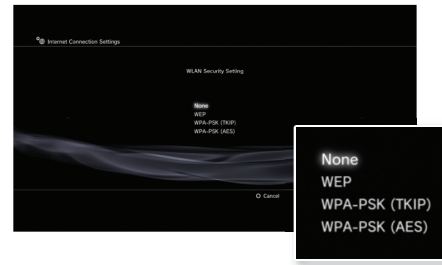 Internet Connection Settings
WLAN Security Setting
None
WEP
WPA-PSK (TKIP)
WPA-PSK (AES)
Cancel
None
WEP
WPA-PSK (TKIP)
WPA-PSK (AES)